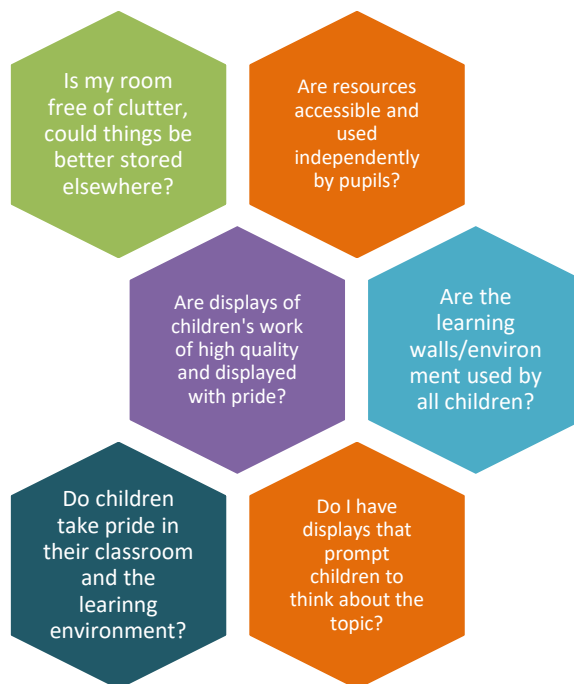 Is my room
free of clutter,
could things be
better stored
elsewhere?
Are resources
accessible and
used
independently
by pupils?
Are displays of
children's work
of high quality
and displayed
with pride?
Are the
learning
walls/environ
ment used by
all children?
Do children
take pride in
their classroom
and the
learinng
environment?
Do I have
displays that
prompt
children to
think about the
topic?